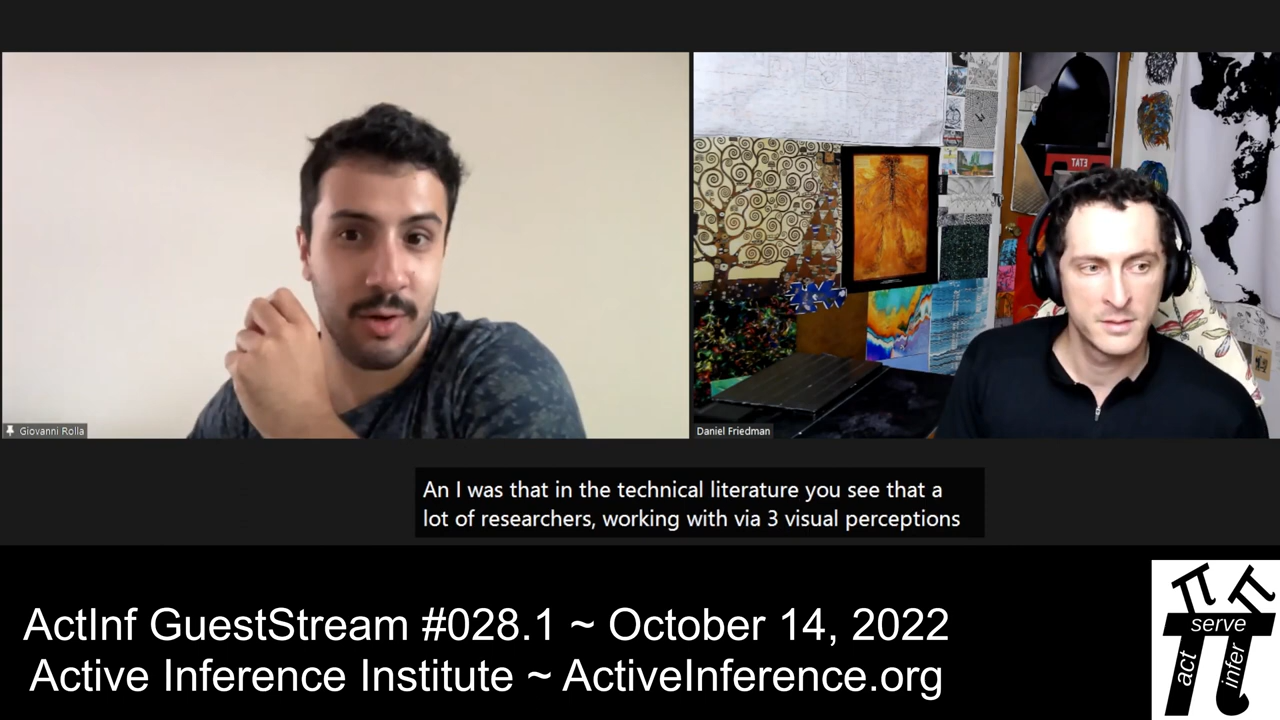 TAT3
Giovanni Rolla
Daniel Friedman
An I was that in the technical literature you see that a
lot of researchers, working with via 3 visual perceptions
ActInf GuestStream #028.1 ~ October 14, 2022
Active Inference Institute ~ ActiveInference.org
serve
act
infer